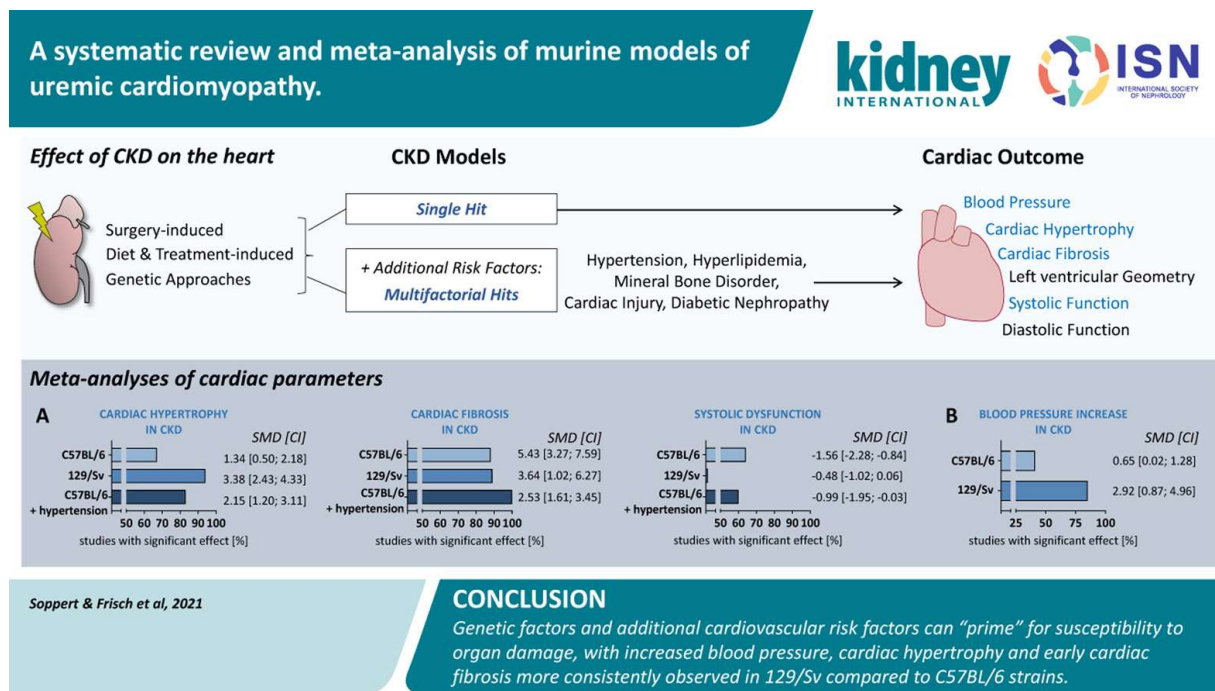 A systematic review and meta-analysis of murine models of
uremic cardiomyopathy.
kidney
INTERNATIONAL
ISN
INTERNATIONAL SOCIETY
OF NEPHROLOGY
Effect of CKD on the heart
CKD Models
Cardiac Outcome
Surgery-induced
Diet & Treatment-induced
Genetic Approaches
Single Hit
+ Additional Risk Factors:
Multifactorial Hits
Hypertension, Hyperlipidemia,
Mineral Bone Disorder,
Cardiac Injury, Diabetic Nephropathy
Blood Pressure
Cardiac Hypertrophy
Cardiac Fibrosis
Left ventricular Geometry
Systolic Function
Diastolic Function
Meta-analyses of cardiac parameters
A
CARDIAC HYPERTROPHY
IN CKD
SMD [CI]
C57BL/6
1.34 [0.50; 2.18]
129/Sv
3.38 [2.43; 4.33]
C57BL/6
+ hypertension
2.15 [1.20; 3.11]
50 60 70 80 90 100
studies with significant effect [%]
CARDIAC FIBROSIS
IN CKD
SMD [CI]
C57BL/6
5.43 [3.27; 7.59]
129/Sv
3.64 [1.02; 6.27]
C57BL/6
+ hypertension
2.53 [1.61; 3.45]
50 60 70 80 90 100
studies with significant effect [%]
SYSTOLIC DYSFUNCTION
IN CKD
SMD [CI]
C57BL/6
-1.56 [-2.28; -0.84]
129/Sv
-0.48 [-1.02; 0.06]
C57BL/6
+ hypertension
-0.99 [-1.95; -0.03]
50 60 70 80 90 100
studies with significant effect [%]
B
BLOOD PRESSURE INCREASE
IN CKD
SMD [CI]
C57BL/6
0.65 [0.02; 1.28]
129/Sv
2.92 [0.87; 4.96]
25 50 75 100
studies with significant effect [%]
Soppert & Frisch et al, 2021
CONCLUSION
Genetic factors and additional cardiovascular risk factors can “prime” for susceptibility to
organ damage, with increased blood pressure, cardiac hypertrophy and early cardiac
fibrosis more consistently observed in 129/Sv compared to C57BL/6 strains.